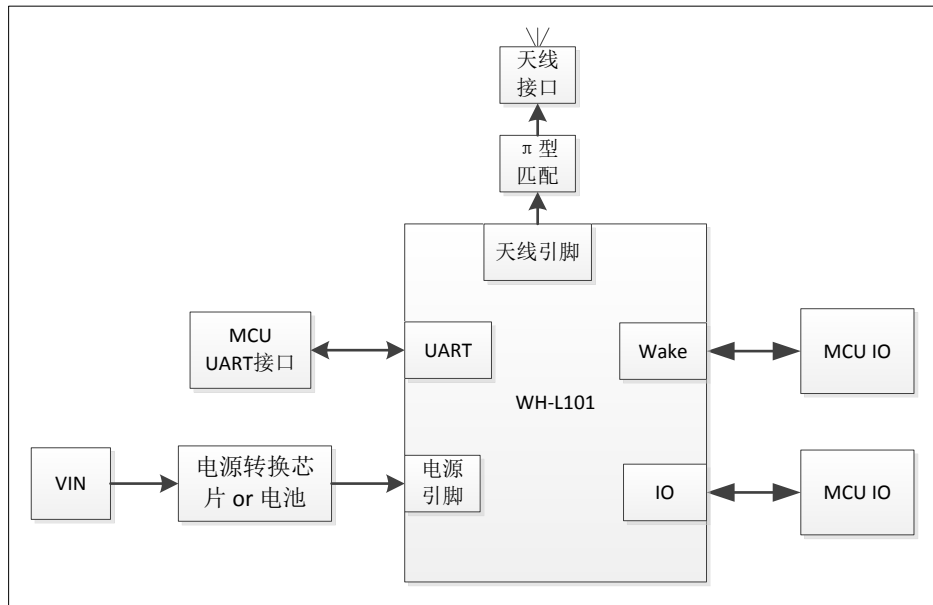 天线
接口
π型
匹配
天线引脚
MCU
UART接口
UART
Wake
MCU IO
WH-L101
VIN
电源转换芯
片 or 电池
电源
引脚
IO
MCU IO